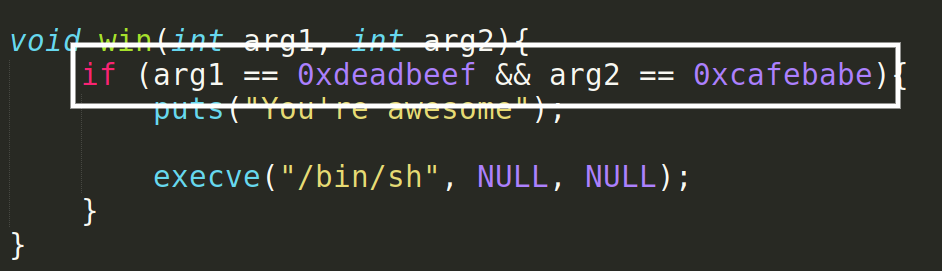 void win(int arg1, int arg2){
if (arg1 == 0xdeadbeef && arg2 == 0xcafebabe){
puts("You're awesome");
execve("/bin/sh", NULL, NULL);
}
}